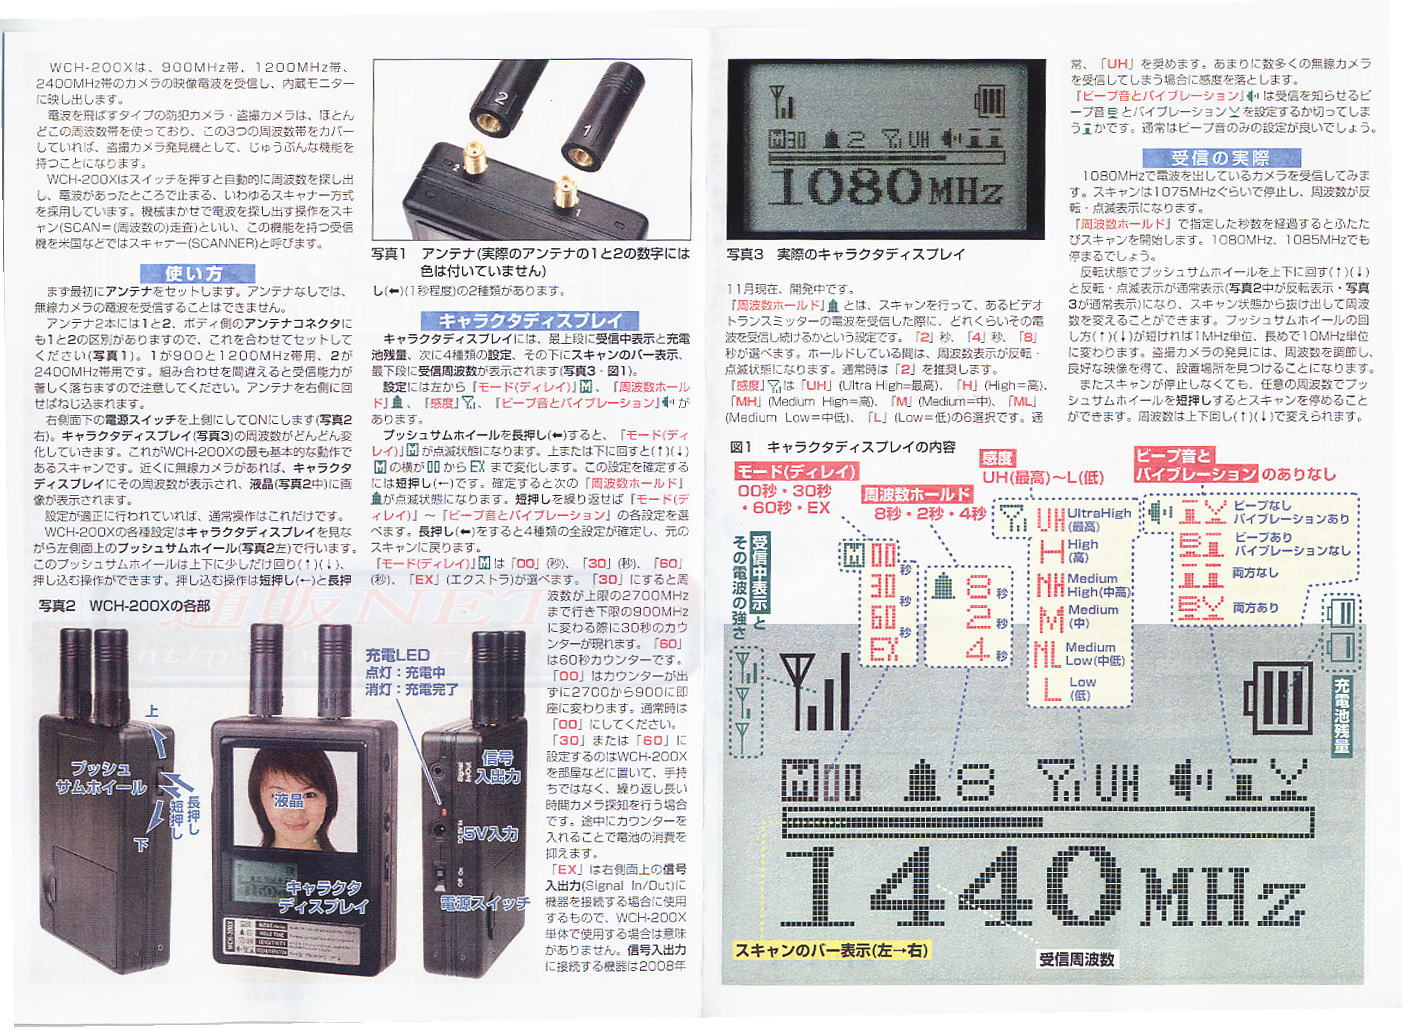 WCH-200Xは、900MHz帯、1200MHz帯、
2400MHz帯のカメラの映像電波を受信し、内蔵モニター
に映し出します。
電波を飛ばすタイプの防犯カメラ・盗撮カメラは、ほとん
どこの周波数帯を使っており、この3つの周波数帯をカバー
していれば、盗撮カメラ発見機として、じゅうぶんな機能を
持つことになります。
WCH-200Xはスイッチを押すと自動的に周波数を探し出
し、電波があったところで止まる、いわゆるスキャナー方式
を採用しています。機械まかせで電波を探し出す操作をスキ
ャン(SCAN=(周波数の)走査)といい、この機能を持つ受信
機を米国などではスキャナー(SCANNER)と呼びます。
使い方
まず最初にアンテナをセットします。アンテナなしでは、
無線カメラの電波を受信することはできません。
アンテナ2本には1と2、ボディ側のアンテナコネクタに
も1と2の区別がありますので、これを合わせてセットして
ください(写真1)。1が900と1200MHz帯用、2が
2400MHz帯用です。組み合わせを間違えると受信能力が
著しく落ちますので注意してください。アンテナを右側に回
せばねじ込まれます。
右側面下の電源スイッチを上側にしてONにします(写真2
右)。キャラクタディスプレイ(写真3)の周波数がどんどん変
化していきます。これがWCH-200Xの最も基本的な動作で
あるスキャンです。近くに無線カメラがあれば、キャラクタ
ディスプレイにその周波数が表示され、液晶(写真2中)に画
像が表示されます。
設定が適正に行われていれば、通常操作はこれだけです。
WCH-200Xの各種設定はキャラクタディスプレイを見な
がら左側面上のプッシュサムホイール(写真2左)で行います。
このプッシュサムホイールは上下に少しだけ回り(↑)(↓)、
押し込む操作ができます。押し込む操作は短押し(←)と長押
写真2 WCH-200Xの各部
上
プッシュ
サムホイール
長押し
短押し
下
液晶
キャラクタ
ディスプレイ
充電LED
点灯：充電中
消灯：充電完了
信号
入出力
5V入力
電源スイッチ
2
1
写真1 アンテナ(実際のアンテナの1と2の数字には
色は付いていません)
し(⬅)(1秒程度)の2種類があります。
キャラクタディスプレイ
キャラクタディスプレイには、最上段に受信中表示と充電
池残量、次に4種類の設定、その下にスキャンのバー表示、
最下段に受信周波数が表示されます(写真3・図1)。
設定には左から「モード(ディレイ)」M、「周波数ホール
ド」、「感度」、「ビープ音とバイブレーション」が
あります。
プッシュサムホイールを長押し(⬅)すると、「モード(ディ
レイ)」Mが点滅状態になります。上または下に回すと(↑)(↓)
Mの横が00からEXまで変化します。この設定を確定する
には短押し(←)です。確定すると次の「周波数ホールド」
が点滅状態になります。短押しを繰り返せば「モード(デ
ィレイ)」～「ビープ音とバイブレーション」の各設定を選
べます。長押し(⬅)をすると4種類の全設定が確定し、元の
スキャンに戻ります。
「モード(ディレイ)」Mは「00」(秒)、「30」(秒)、「60」
(秒)、「EX」(エクストラ)が選べます。「30」にすると周
波数が上限の2700MHz
まで行き下限の900MHz
に変わる際に30秒のカウ
ンターが現れます。「60」
は60秒カウンターです。
「00」はカウンターが出
ずに2700から900に即
座に変わります。通常時は
「00」にしてください。
「30」または「60」に
設定するのはWCH-200X
を部屋などに置いて、手持
ちではなく、繰り返し長い
時間カメラ探知を行う場合
です。途中にカウンターを
入れることで電池の消費を
抑えます。
「EX」は右側面上の信号
入出力(Signal In/Out)に
機器を接続する場合に使用
するもので、WCH-200X
単体で使用する場合は意味
がありません。信号入出力
に接続する機器は2008年
通販NET
M30 2 UH
1080MHz
写真3 実際のキャラクタディスプレイ
11月現在、開発中です。
「周波数ホールド」とは、スキャンを行って、あるビデオ
トランスミッターの電波を受信した際に、どれくらいその電
波を受信し続けるかという設定です。「2」秒、「4」秒、「8」
秒が選べます。ホールドしている間は、周波数表示が反転・
点滅状態になります。通常時は「2」を推奨します。
「感度」は「UH」(Ultra High=最高)、「H」(High=高)、
「MH」(Medium High=高)、「M」(Medium=中)、「ML」
(Medium Low=中低)、「L」(Low=低)の6選択です。通
常、「UH」を奨めます。あまりに数多くの無線カメラ
を受信してしまう場合に感度を落とします。
「ビープ音とバイブレーション」は受信を知らせるビ
ープ音とバイブレーションを設定するか切ってしま
うかです。通常はビープ音のみの設定が良いでしょう。
受信の実際
1080MHzで電波を出しているカメラを受信してみま
す。スキャンは1075MHzぐらいで停止し、周波数が反
転・点滅表示になります。
「周波数ホールド」で指定した秒数を経過するとふたた
びスキャンを開始します。1080MHz、1085MHzでも
停まるでしょう。
反転状態でプッシュサムホイールを上下に回す(↑)(↓)
と反転・点滅表示が通常表示(写真2中が反転表示・写真
3が通常表示)になり、スキャン状態から抜け出して周波
数を変えることができます。プッシュサムホイールの回
し方(↑)(↓)が短ければ1MHz単位、長めで10MHz単位
に変わります。盗撮カメラの発見には、周波数を調節し、
良好な映像を得て、設置場所を見つけることになります。
またスキャンが停止しなくても、任意の周波数でプッ
シュサムホイールを短押しするとスキャンを停めること
ができます。周波数は上下回し(↑)(↓)で変えられます。
図1 キャラクタディスプレイの内容
モード(ディレイ)
00秒・30秒
・60秒・EX
周波数ホールド
8秒・2秒・4秒
感度
UH(最高)～L(低)
ビープ音と
バイブレーション のありなし
受信中表示と
その電波の強さ
M 00 秒
30 秒
60 秒
EX
8 秒
2 秒
4 秒
UH UltraHigh
(最高)
H High
(高)
MH Medium
High(中高)
M Medium
(中)
ML Medium
Low(中低)
L Low
(低)
IV ビープなし
バイブレーションあり
BI ビープあり
バイブレーションなし
II 両方なし
BV 両方あり
充電池残量
M00 8 UH IV
1440MHz
スキャンのバー表示(左→右)
受信周波数